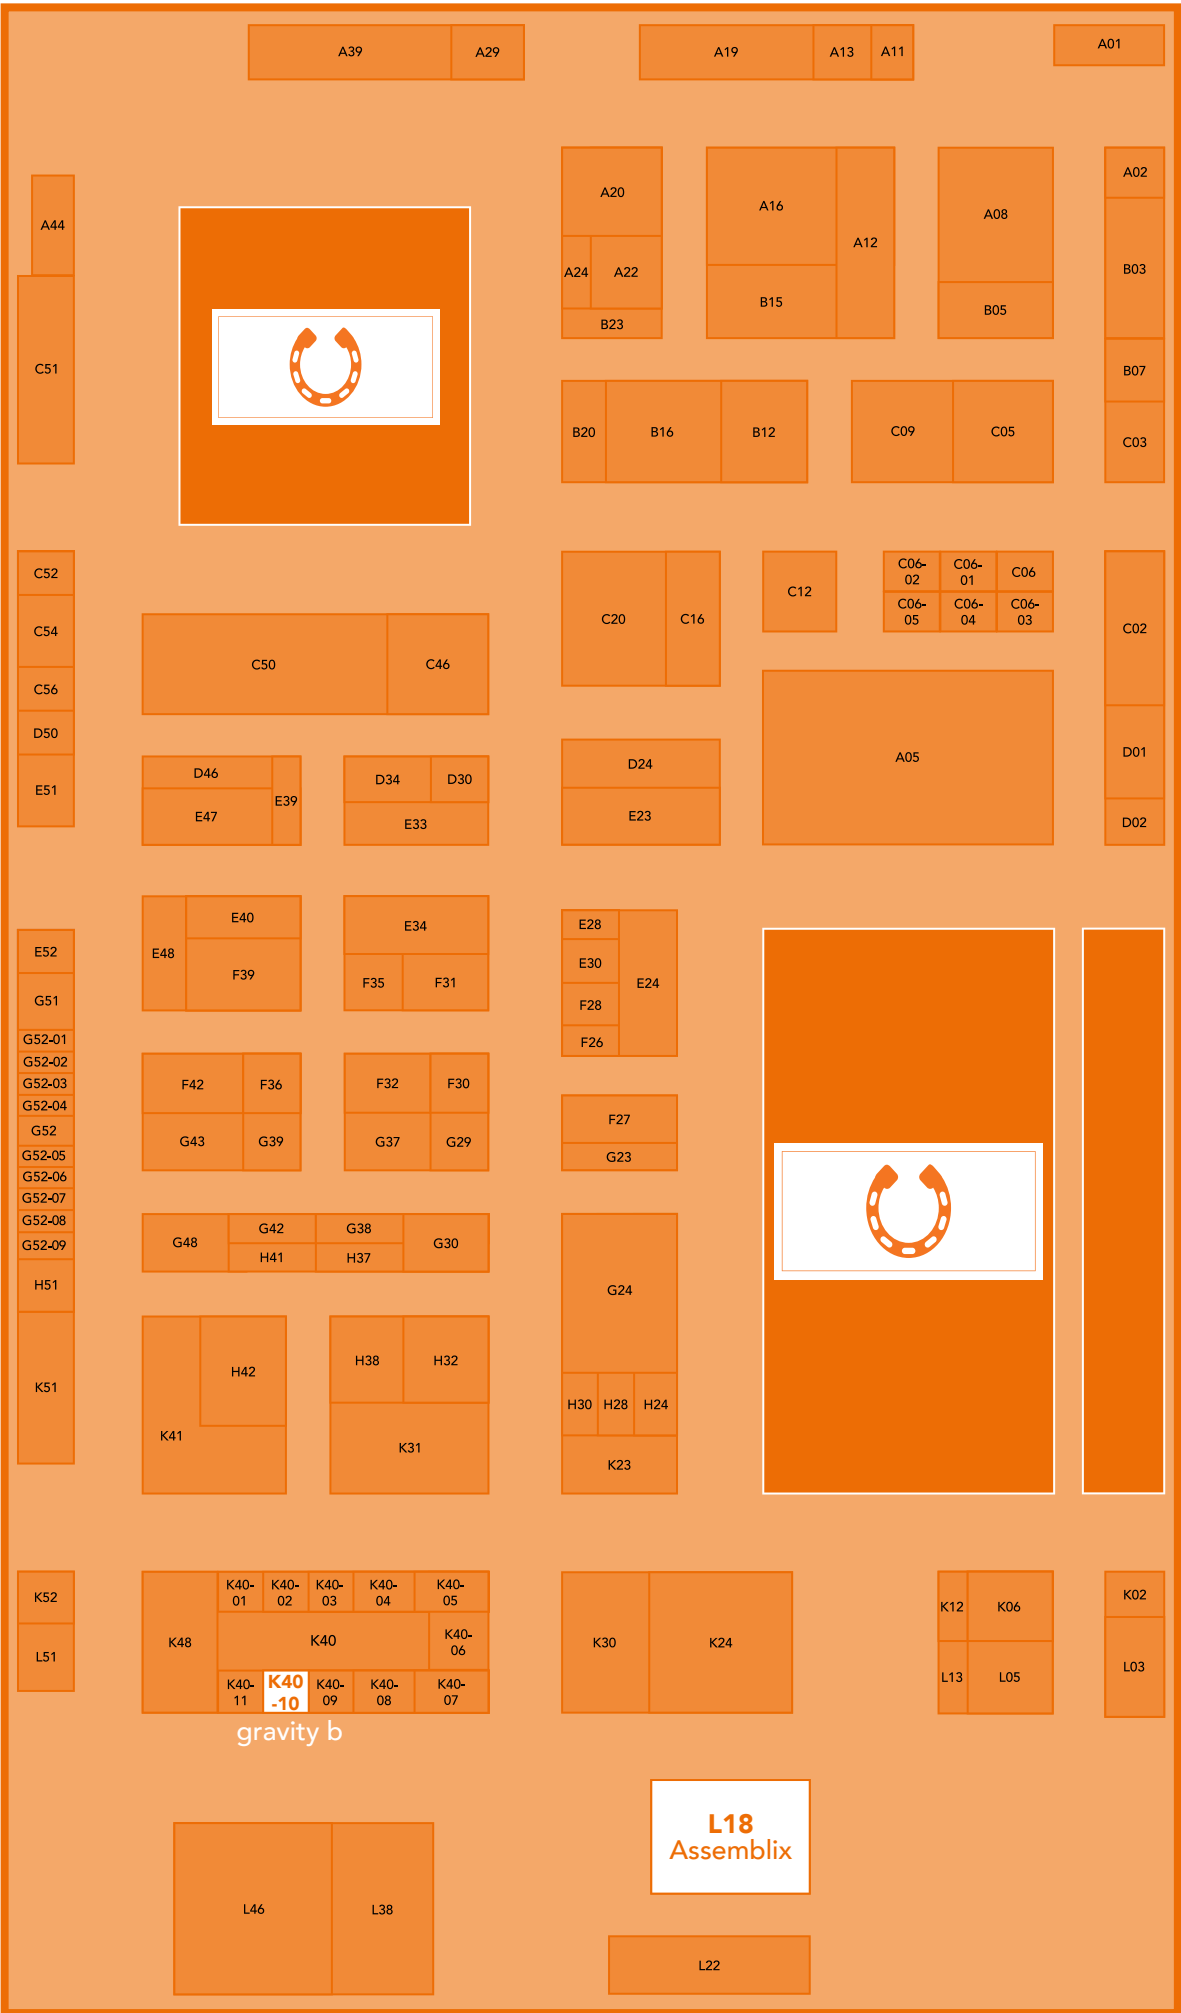 A39
A29
A19
A13
A11
A01
A44
C51
A20
A24
A22
B23
A16
A12
B15
A08
B05
A02
B03
B07
C03
B20
B16
B12
C09
C05
C52
C54
C56
D50
E51
C50
C46
C20
C16
C12
C06-
02
C06-
01
C06
C06-
05
C06-
04
C06-
03
C02
D01
D02
A05
D46
E39
E47
D34
D30
E33
D24
E23
E52
G51
G52-01
G52-02
G52-03
G52-04
G52
G52-05
G52-06
G52-07
G52-08
G52-09
H51
K51
E48
E40
F39
E34
F35
F31
E28
E30
F28
F26
E24
F42
F36
G43
G39
F32
F30
G37
G29
F27
G23
G48
G42
G38
H41
H37
G30
G24
H30
H28
H24
K23
H42
K41
H38
H32
K31
K52
L51
K48
K40-
01
K40-
02
K40-
03
K40-
04
K40-
05
K40
K40-
06
K40-
11
K40
-10
K40-
09
K40-
08
K40-
07
gravity b
K30
K24
K12
K06
L13
L05
K02
L03
L18
Assemblix
L46
L38
L22